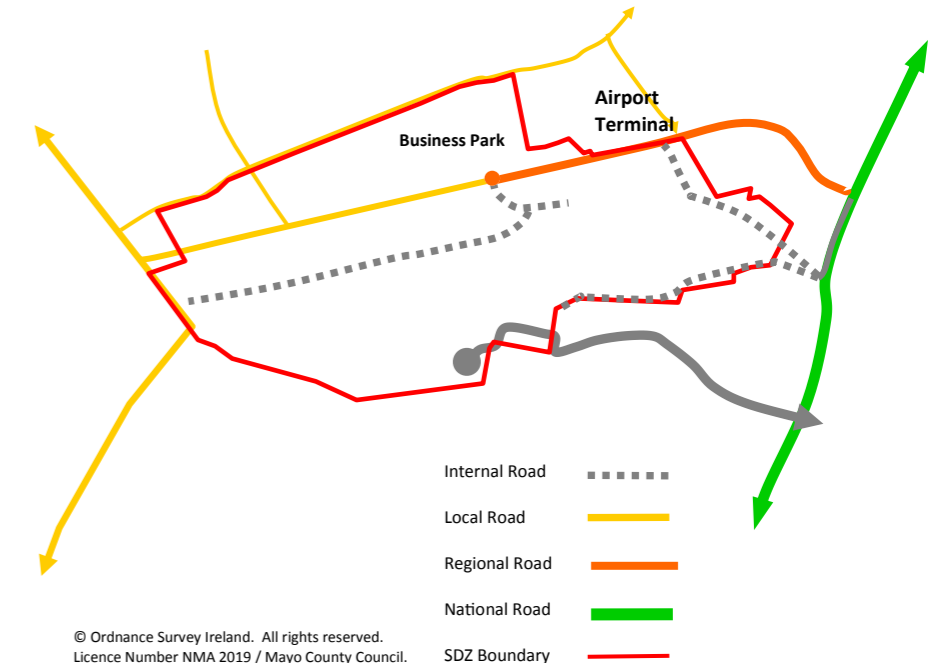 Airport
Terminal
Business Park
Internal Road
Local Road
Regional Road
National Road
SDZ Boundary
© Ordnance Survey Ireland.  All rights reserved.
Licence Number NMA 2019 / Mayo County Council.